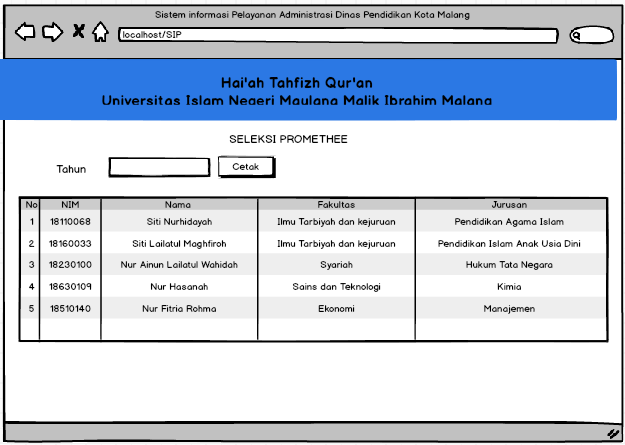 Sistem informasi Pelayanan Administrasi Dinas Pendidikan Kota Malang
localhost/SIP
Hai'ah Tahfizh Qur'an
Universitas Islam Negeri Maulana Malik Ibrahim Malang
SELEKSI PROMETHEE
Tahun Cetak
No NIM Nama Fakultas Jurusan
1 18110068 Siti Nurhidayah Ilmu Tarbiyah dan kejuruan Pendidikan Agama Islam
2 18160033 Siti Lailatul Maghfiroh Ilmu Tarbiyah dan kejuruan Pendidikan Islam Anak Usia Dini
3 18230100 Nur Ainun Lailatul Wahidah Syariah Hukum Tata Negara
4 18630109 Nur Hasanah Sains dan Teknologi Kimia
5 18510140 Nur Fitria Rohma Ekonomi Manajemen